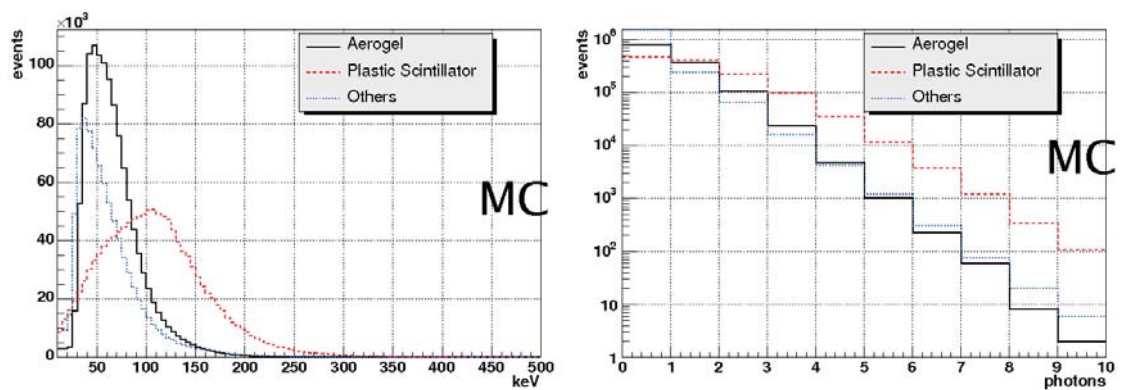 ×10³
events
100
80
60
40
20
0
50 100 150 200 250 300 350 400 450 500
keV
Aerogel
Plastic Scintillator
Others
MC
events
10⁶
10⁵
10⁴
10³
10²
10
1
0 1 2 3 4 5 6 7 8 9 10
photons
Aerogel
Plastic Scintillator
Others
MC